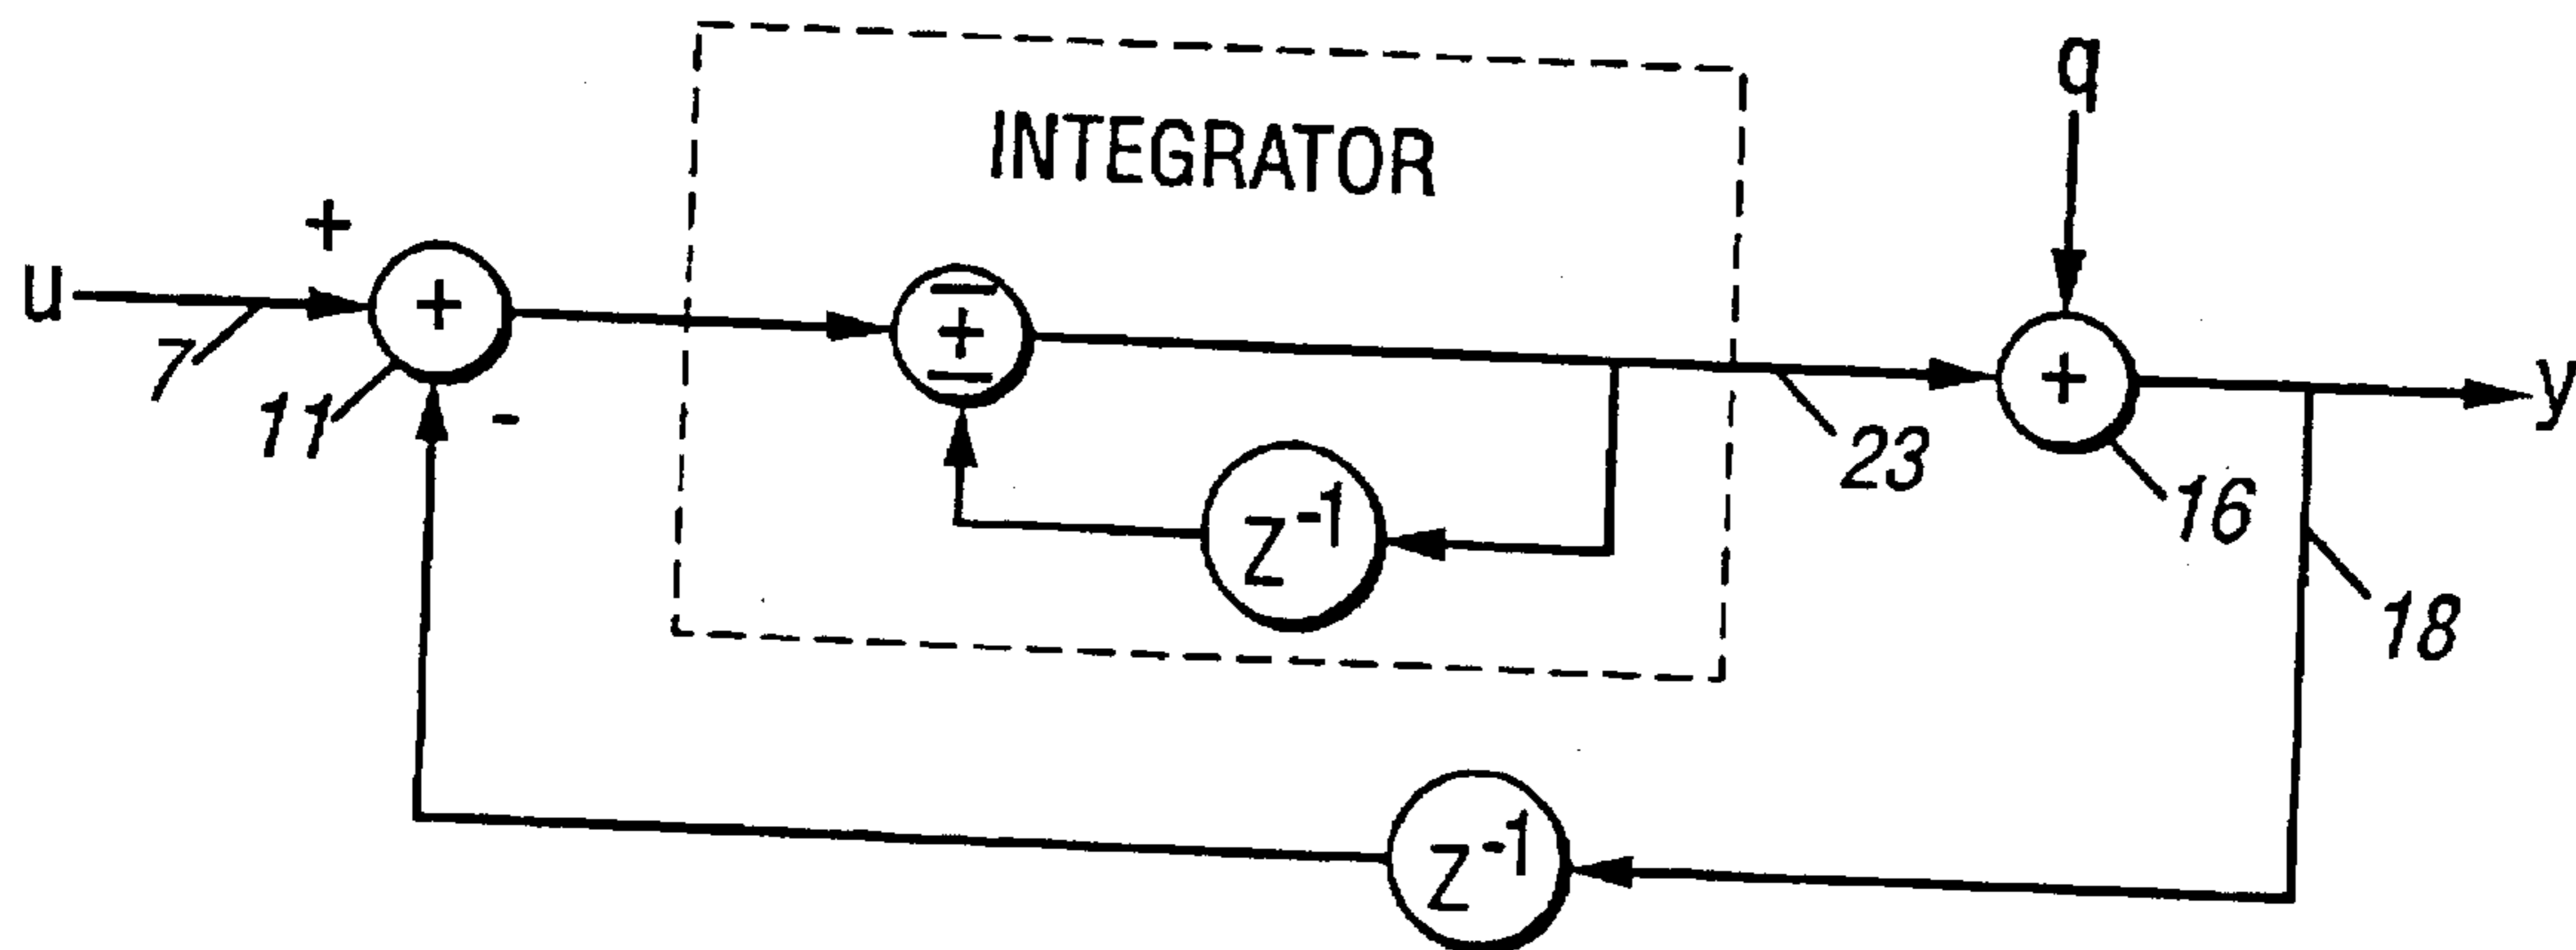 q
INTEGRATOR
+
u
+
+
+
y
7
11
-
23
16
z⁻¹
18
z⁻¹